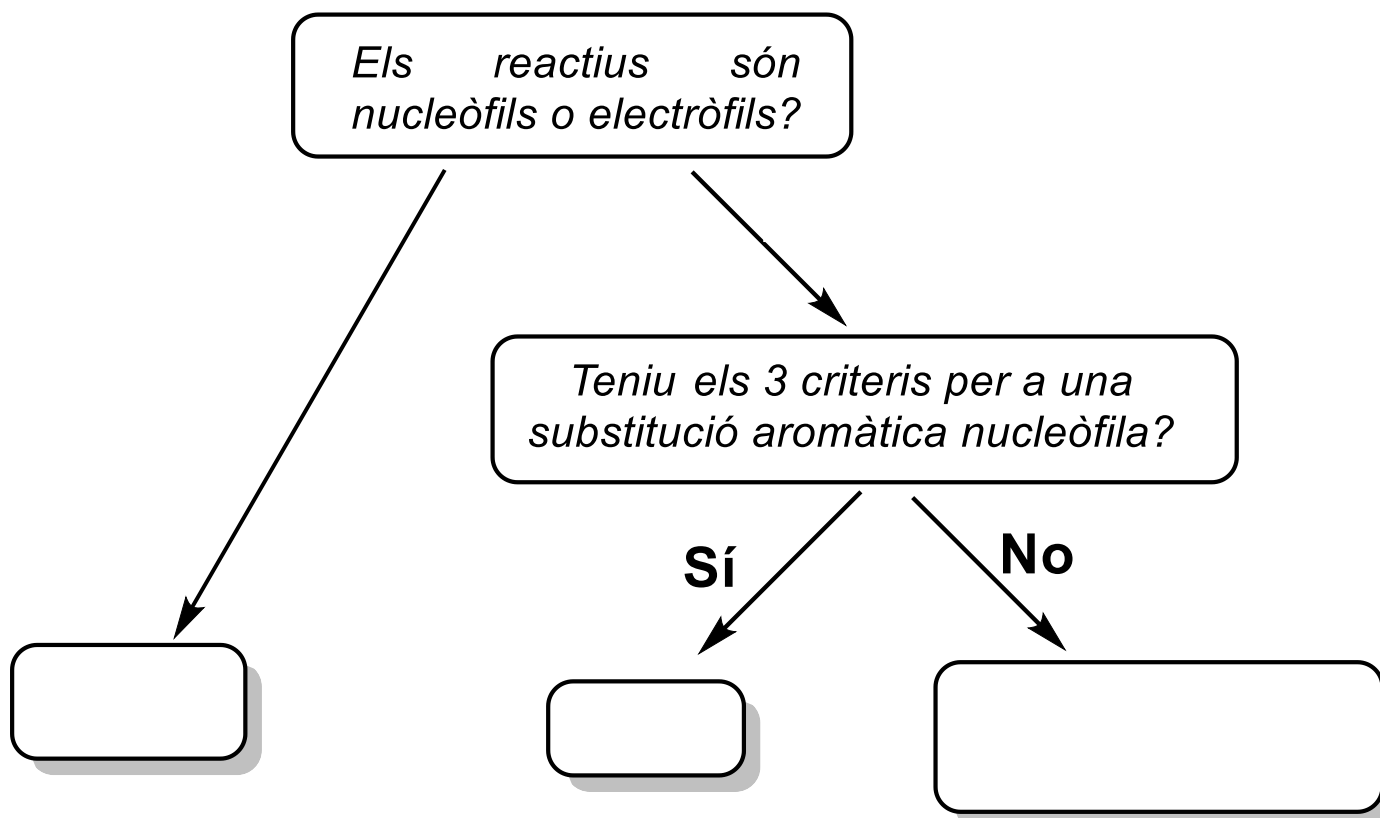 Els reactius són
nucleòfils o electròfils?
Teniu els 3 criteris per a una
substitució aromàtica nucleòfila?
Sí
No